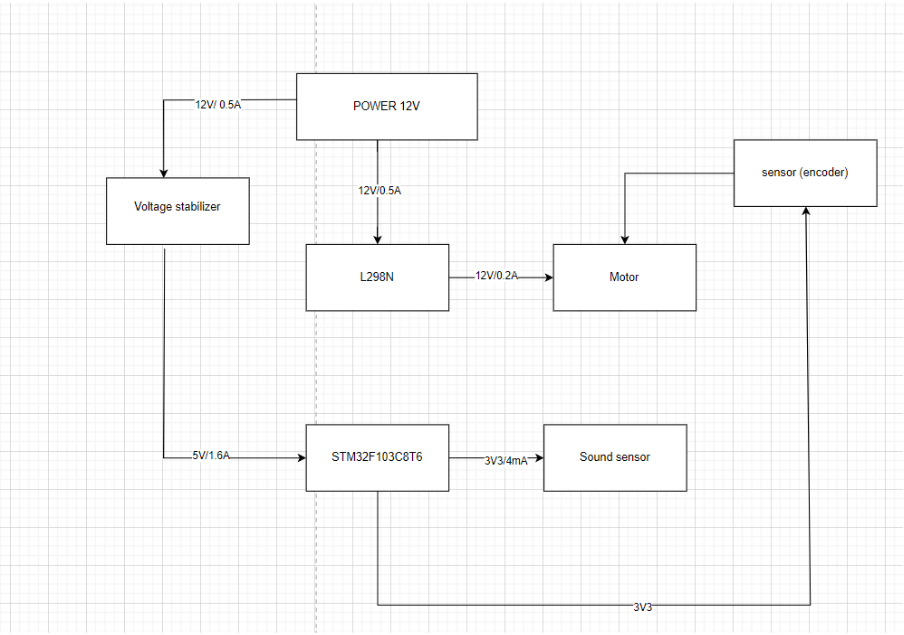 POWER 12V
12V/ 0.5A
sensor (encoder)
12V/0.5A
Voltage stabilizer
L298N
12V/0.2A
Motor
5V/1.6A
STM32F103C8T6
3V3/4mA
Sound sensor
3V3